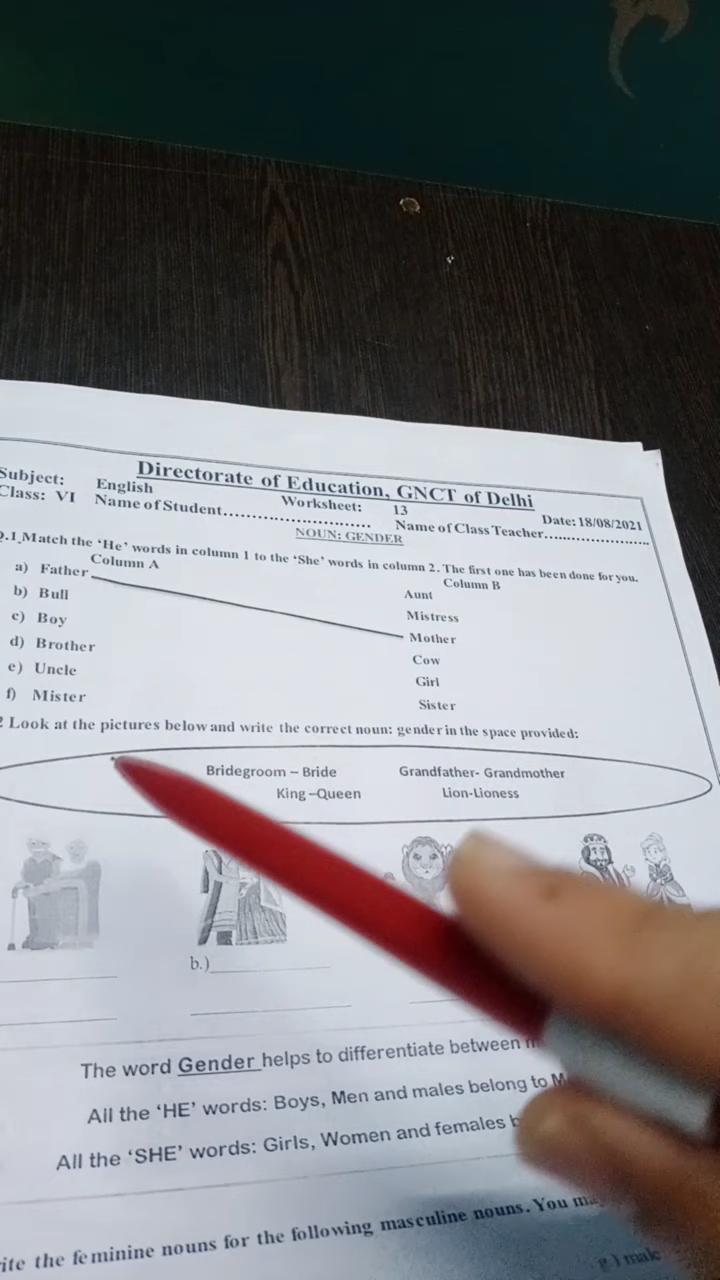 Directorate of Education, GNCT of Delhi
Subject: English Worksheet: 13 Date: 18/08/2021
Class: VI Name of Student............................ Name of Class Teacher.....................
NOUN: GENDER
Q.1 Match the 'He' words in column 1 to the 'She' words in column 2. The first one has been done for you.
Column A Column B
a) Father Aunt
b) Bull Mistress
c) Boy Mother
d) Brother Cow
e) Uncle Girl
f) Mister Sister
2 Look at the pictures below and write the correct noun: gender in the space provided:
Bridegroom – Bride Grandfather- Grandmother
King –Queen Lion-Lioness
b.)
The word Gender helps to differentiate between
All the 'HE' words: Boys, Men and males belong to
All the 'SHE' words: Girls, Women and females
the feminine nouns for the following masculine nouns. You
g.) male